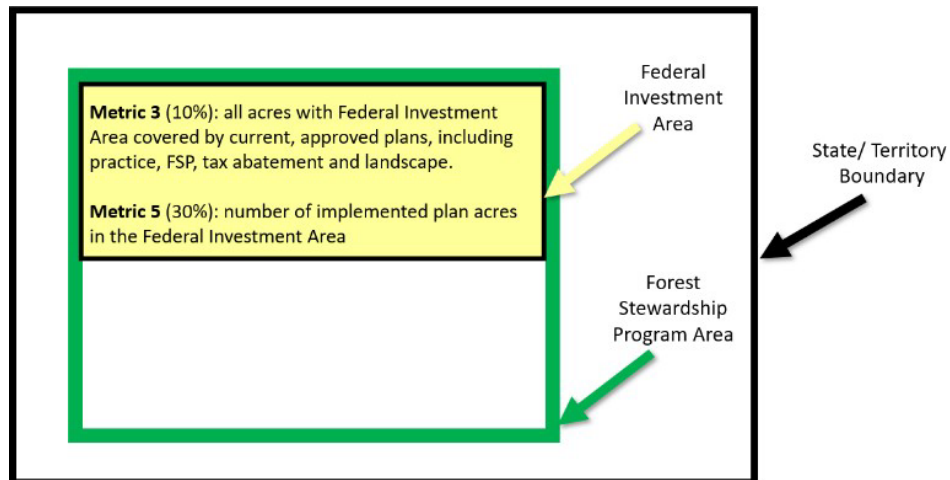 Metric 3 (10%): all acres with Federal Investment
Area covered by current, approved plans, including
practice, FSP, tax abatement and landscape.
Metric 5 (30%): number of implemented plan acres
in the Federal Investment Area
Federal
Investment
Area
State/ Territory
Boundary
Forest
Stewardship
Program Area